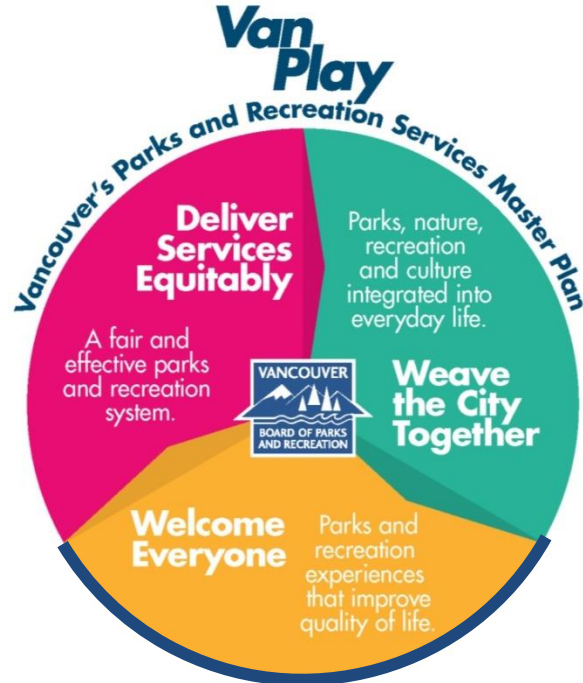 Van
Play
Vancouver's Parks and Recreation Services Master Plan
Deliver
Services
Equitably
A fair and
effective parks
and recreation
system.
Parks, nature,
recreation
and culture
integrated into
everyday life.
Weave
the City
Together
VANCOUVER
BOARD OF PARKS
AND RECREATION
Welcome
Everyone
Parks and
recreation
experiences
that improve
quality of life.